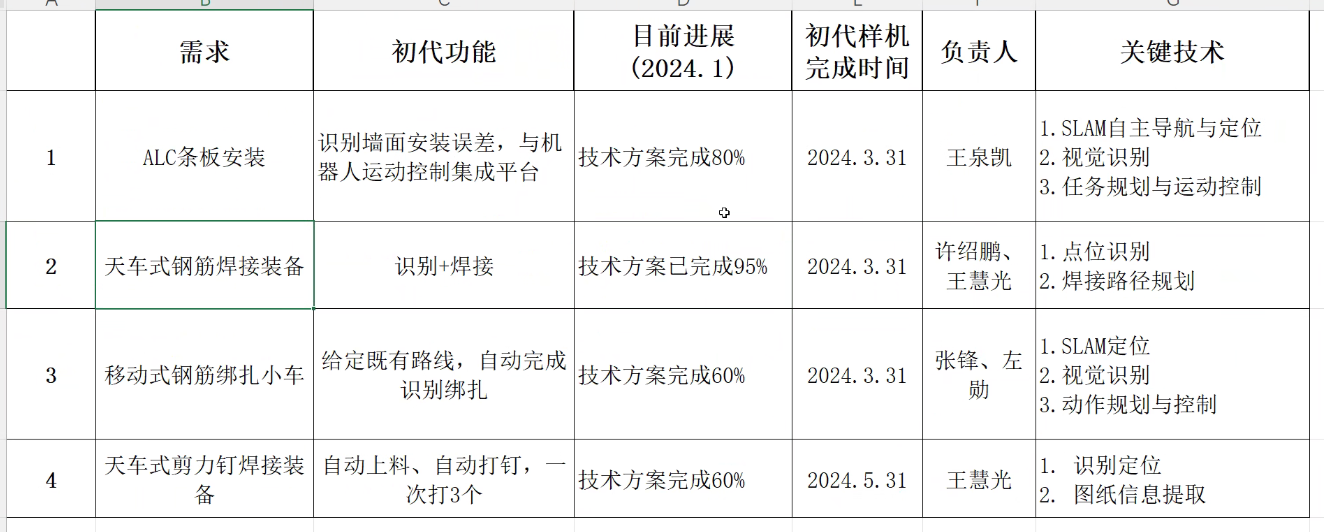 需求
初代功能
目前进展
(2024.1)
初代样机
完成时间
负责人
关键技术
1
ALC条板安装
识别墙面安装误差，与机
器人运动控制集成平台
技术方案完成80%
2024.3.31
王泉凯
1.SLAM自主导航与定位
2.视觉识别
3.任务规划与运动控制
2
天车式钢筋焊接装备
识别+焊接
技术方案已完成95%
2024.3.31
许绍鹏、
王慧光
1.点位识别
2.焊接路径规划
3
移动式钢筋绑扎小车
给定既有路线，自动完成
识别绑扎
技术方案完成60%
2024.3.31
张锋、左
勋
1.SLAM定位
2.视觉识别
3.动作规划与控制
4
天车式剪力钉焊接装
备
自动上料、自动打钉，一
次打3个
技术方案完成60%
2024.5.31
王慧光
1. 识别定位
2. 图纸信息提取